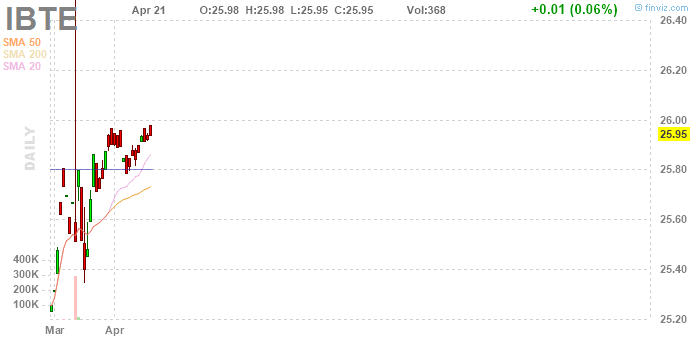 IBTE Apr 21 O:25.98 H:25.98 L:25.95 C:25.95 Vol:368 +0.01 (0.06%) © finviz.com
SMA 50
SMA 200
SMA 20
DAILY
26.40
26.20
26.00
25.95
25.80
25.60
25.40
25.20
400K
300K
200K
100K
Mar Apr